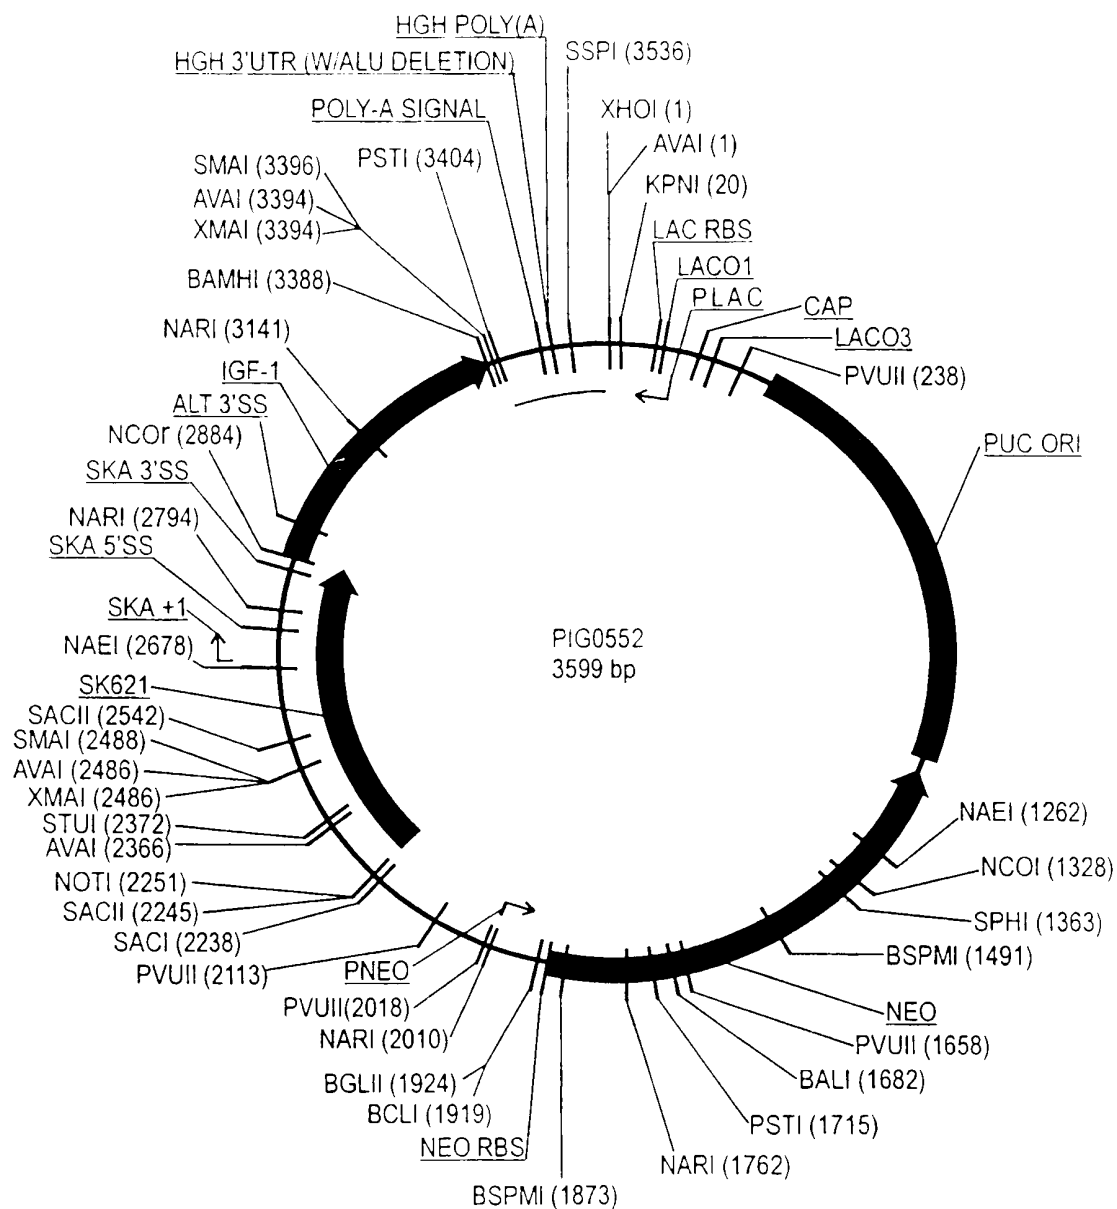 HGH POLY(A)
HGH 3'UTR (W/ALU DELETION)
POLY-A SIGNAL
PSTI (3404)
SMAI (3396)
AVAI (3394)
XMAI (3394)
BAMHI (3388)
NARI (3141)
IGF-1
ALT 3'SS
NCOr (2884)
SKA 3'SS
NARI (2794)
SKA 5'SS
SKA +1
NAEI (2678)
SK621
SACII (2542)
SMAI (2488)
AVAI (2486)
XMAI (2486)
STUI (2372)
AVAI (2366)
NOTI (2251)
SACII (2245)
SACI (2238)
PVUII (2113)
PNEO
PVUII(2018)
NARI (2010)
BGLII (1924)
BCLI (1919)
NEO RBS
BSPMI (1873)
SSPI (3536)
XHOI (1)
AVAI (1)
KPNI (20)
LAC RBS
LACO1
PLAC
CAP
LACO3
PVUII (238)
PUC ORI
PIG0552
3599 bp
NAEI (1262)
NCOI (1328)
SPHI (1363)
BSPMI (1491)
NEO
PVUII (1658)
BALI (1682)
PSTI (1715)
NARI (1762)